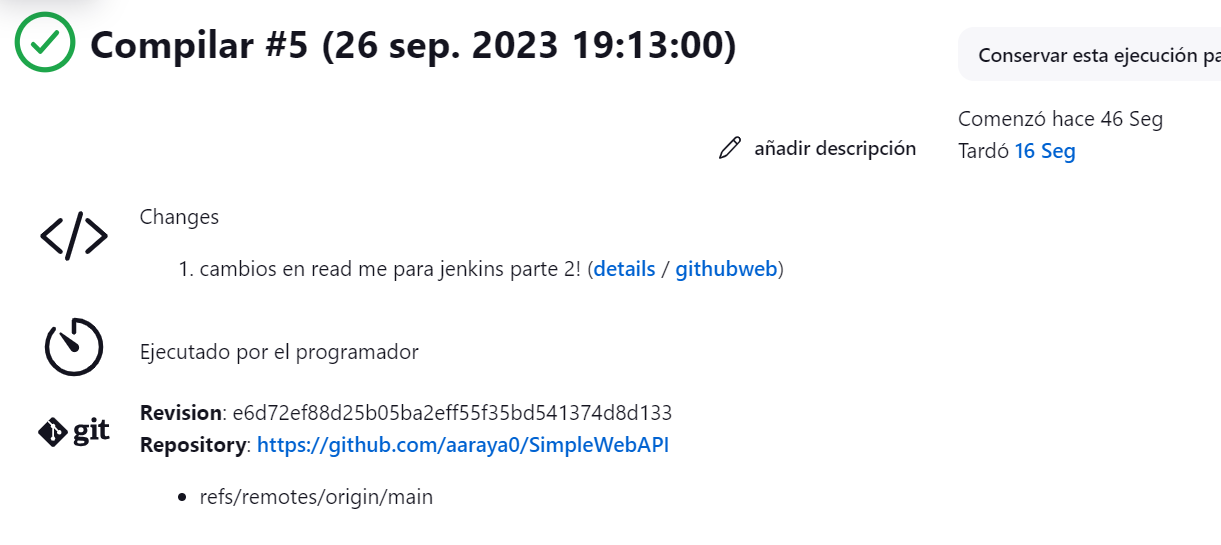 Compilar #5 (26 sep. 2023 19:13:00)
Conservar esta ejecución
añadir descripción
Comenzó hace 46 Seg
Tardó 16 Seg
Changes
1. cambios en read me para jenkins parte 2! (details / githubweb)
Ejecutado por el programador
git
Revision: e6d72ef88d25b05ba2eff55f35bd541374d8d133
Repository: https://github.com/aaraya0/SimpleWebAPI
• refs/remotes/origin/main